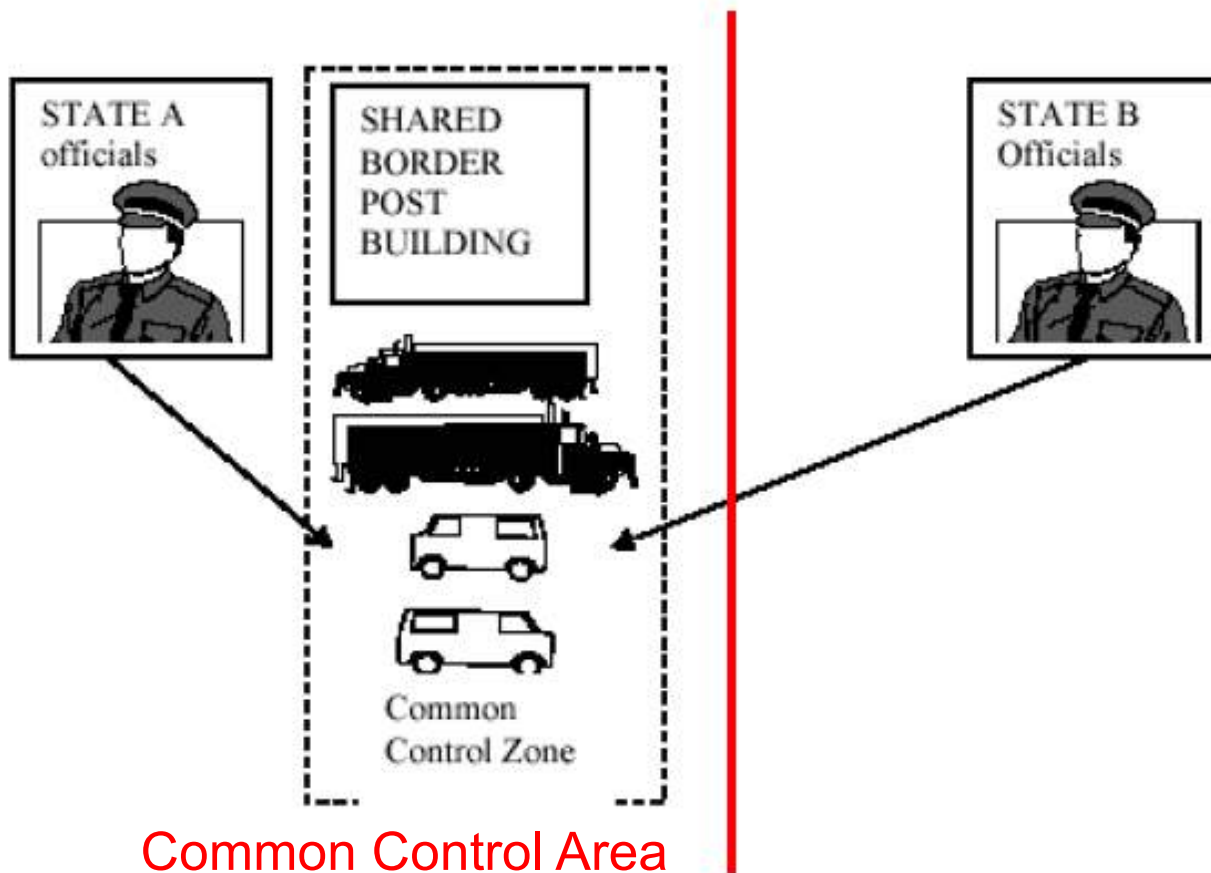 STATE A
officials
SHARED
BORDER
POST
BUILDING
STATE B
Officials
Common
Control Zone
Common Control Area